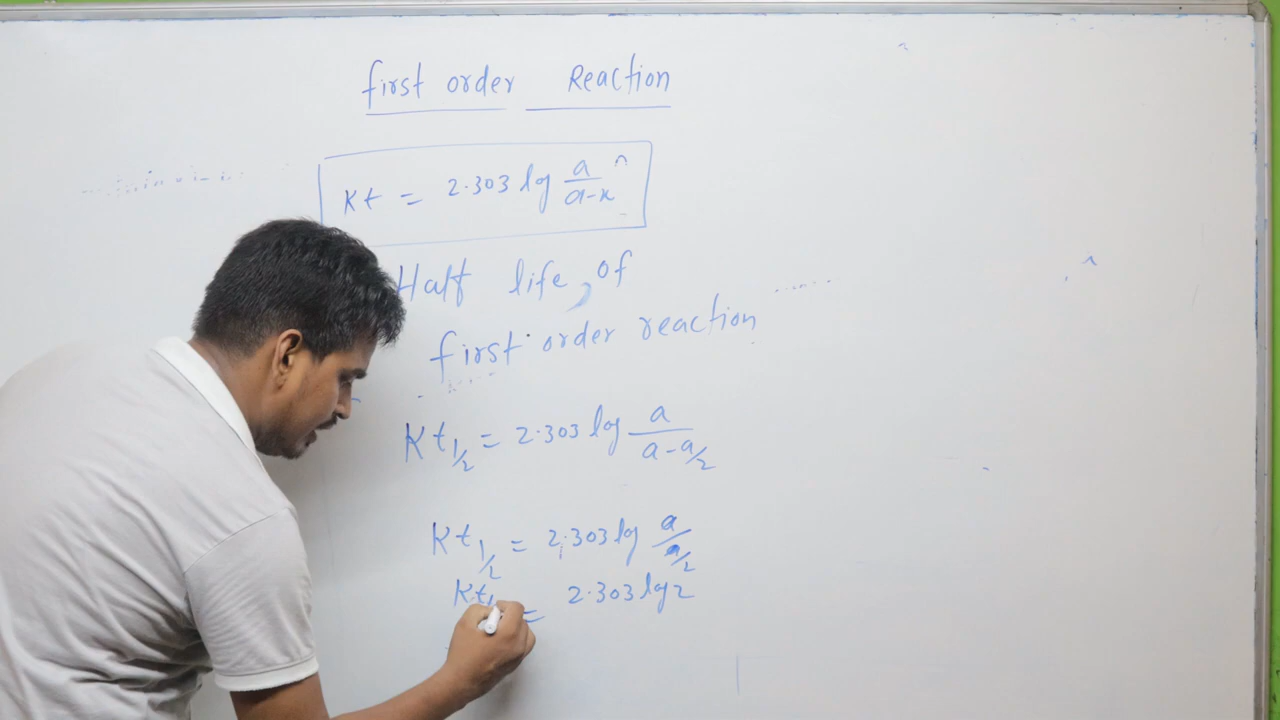 first order Reaction
Kt = 2.303 log a/a-x
Half life, of
first order reaction
Kt1/2 = 2.303 log a/a-a/2
Kt1/2 = 2.303 log a/a/2
Kt1 = 2.303 log 2